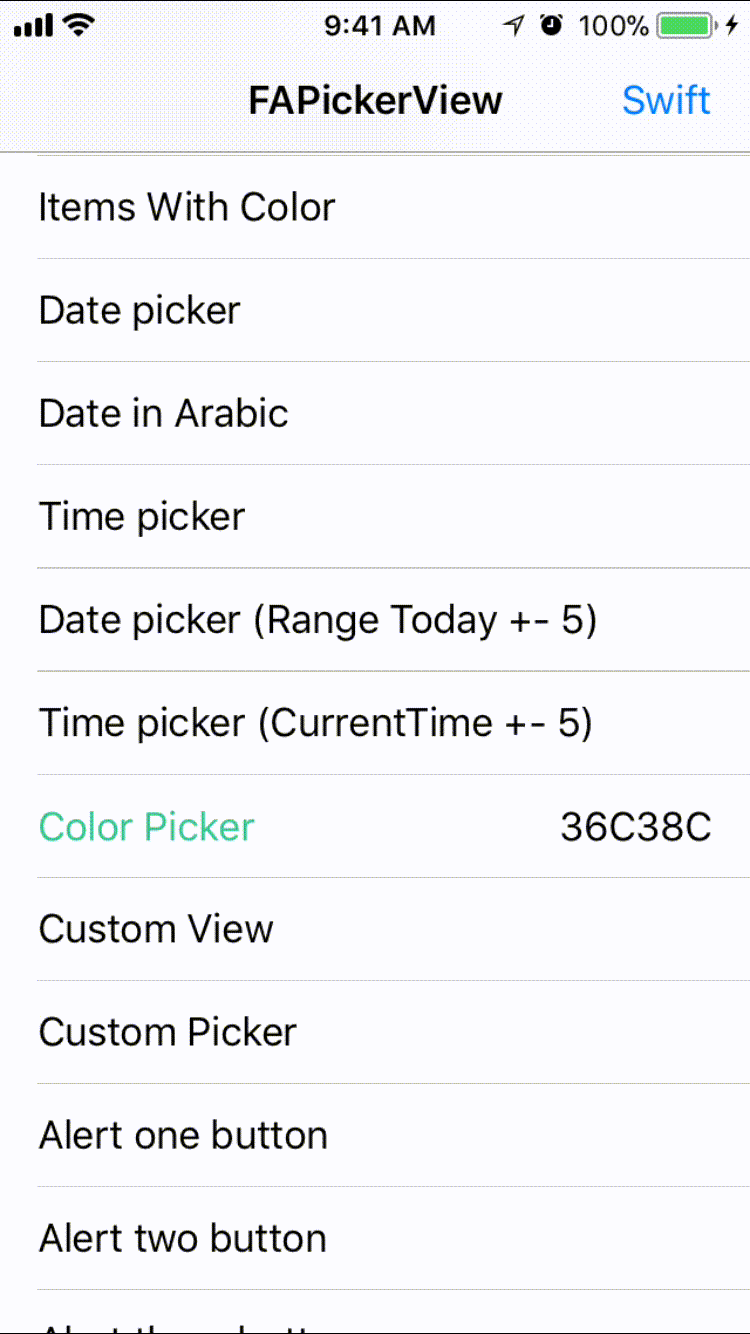 9:41 AM 100%
FAPickerView Swift
Items With Color
Date picker
Date in Arabic
Time picker
Date picker (Range Today +- 5)
Time picker (CurrentTime +- 5)
Color Picker 36C38C
Custom View
Custom Picker
Alert one button
Alert two button